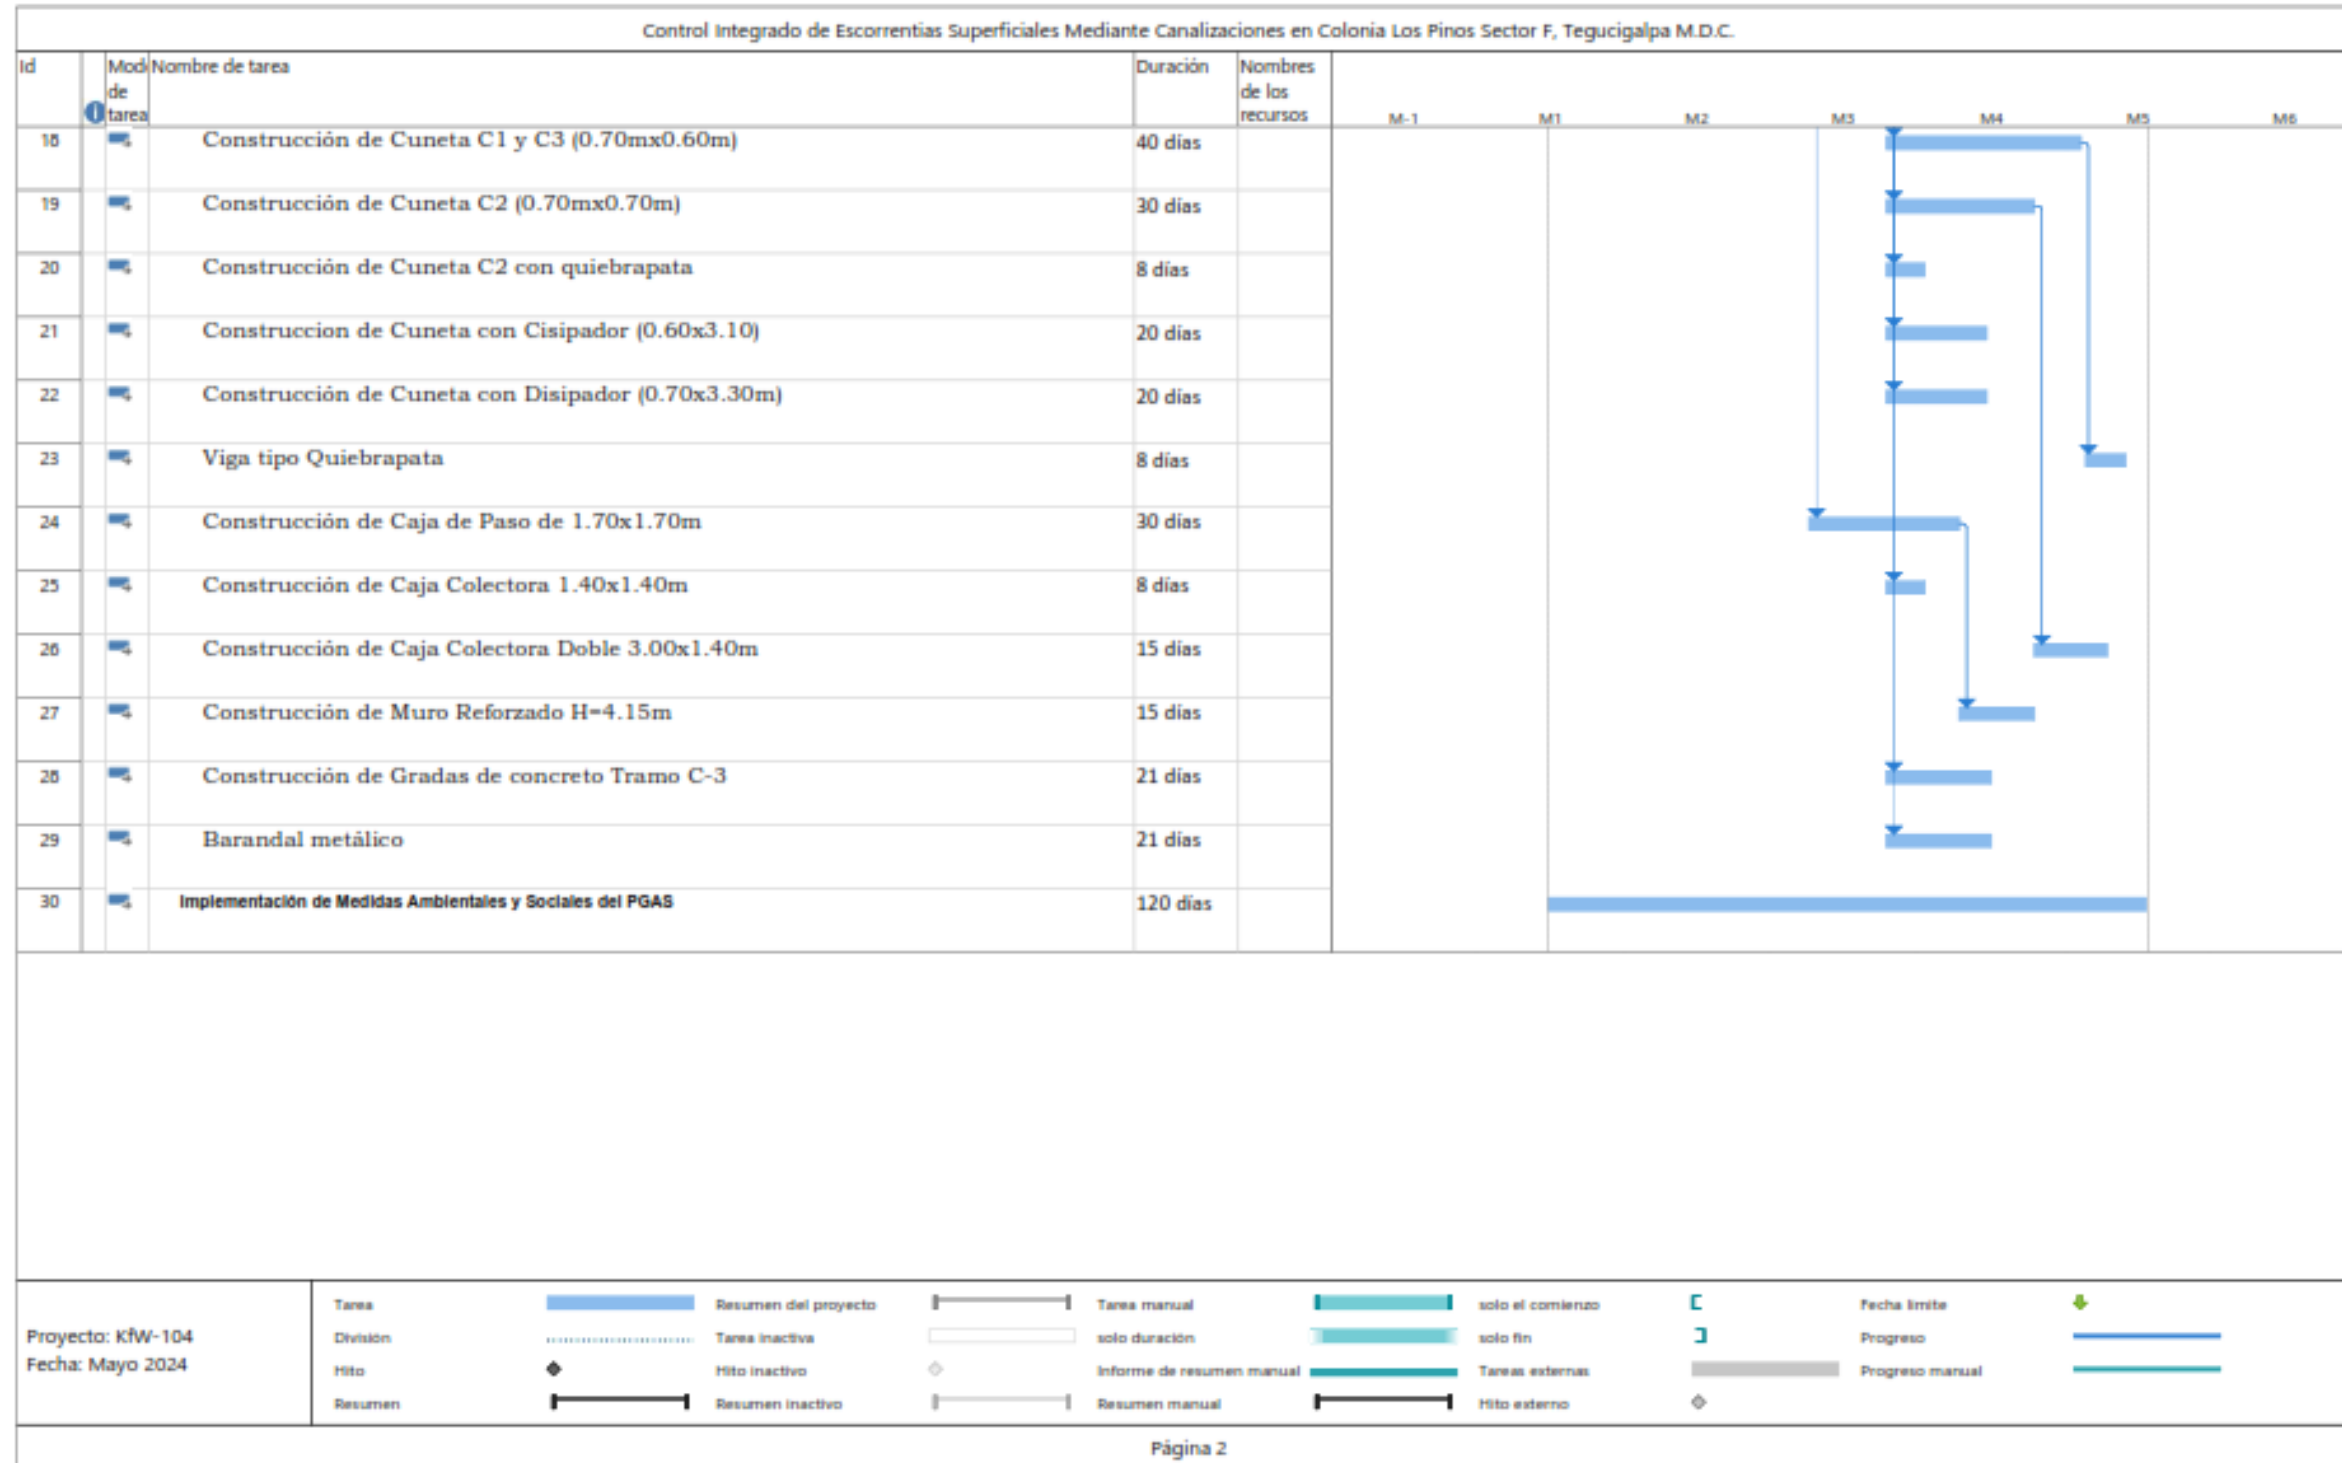 Control Integrado de Escorrentias Superficiales Mediante Canalizaciones en Colonia Los Pinos Sector F, Tegucigalpa M.D.C.
Id Mod de tarea Nombre de tarea Duración Nombres de los recursos M-1 M1 M2 M3 M4 M5 M6
18 Construcción de Cuneta C1 y C3 (0.70mx0.60m) 40 días
19 Construcción de Cuneta C2 (0.70mx0.70m) 30 días
20 Construcción de Cuneta C2 con quiebrapata 8 días
21 Construccion de Cuneta con Cisipador (0.60x3.10) 20 días
22 Construcción de Cuneta con Disipador (0.70x3.30m) 20 días
23 Viga tipo Quiebrapata 8 días
24 Construcción de Caja de Paso de 1.70x1.70m 30 días
25 Construcción de Caja Colectora 1.40x1.40m 8 días
26 Construcción de Caja Colectora Doble 3.00x1.40m 15 días
27 Construcción de Muro Reforzado H=4.15m 15 días
28 Construcción de Gradas de concreto Tramo C-3 21 días
29 Barandal metálico 21 días
30 Implementación de Medidas Ambientales y Sociales del PGAS 120 días
Proyecto: KfW-104
Fecha: Mayo 2024
Tarea Resumen del proyecto Tarea manual solo el comienzo Fecha límite
División Tarea inactiva solo duración solo fin Progreso
Hito Hito inactivo Informe de resumen manual Tareas externas Progreso manual
Resumen Resumen inactivo Resumen manual Hito externo
Página 2